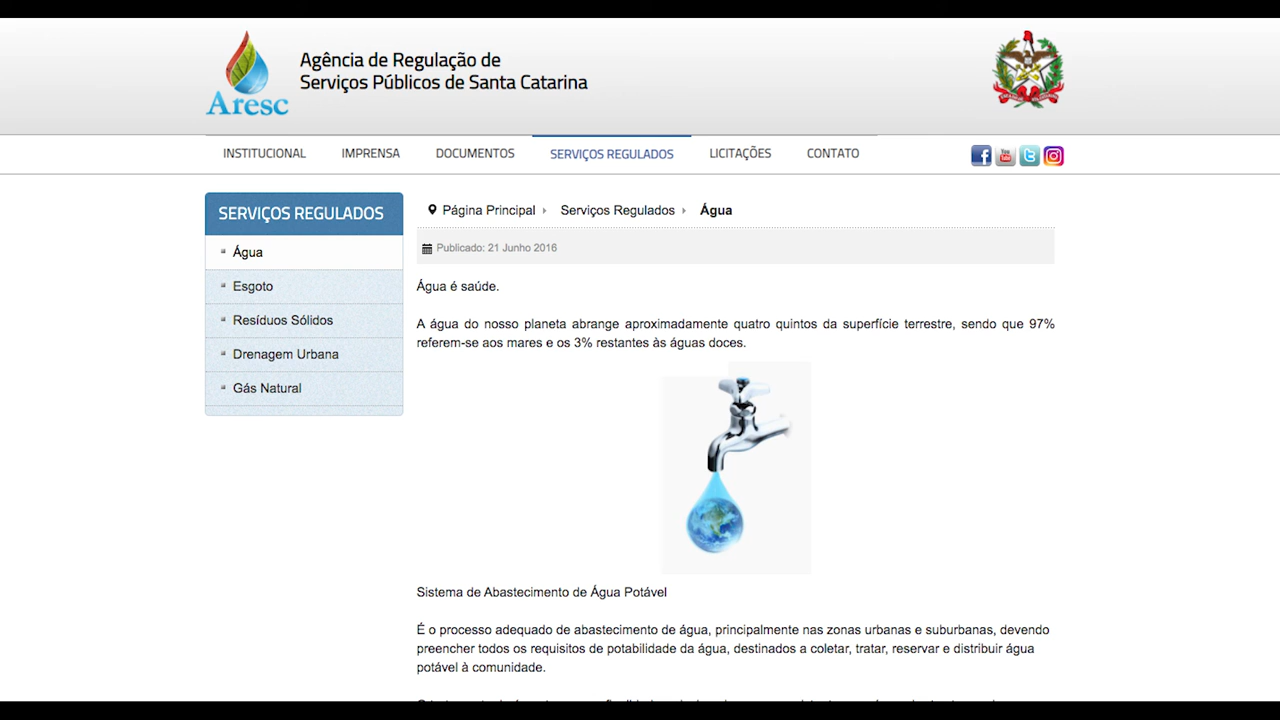 Aresc
Agência de Regulação de
Serviços Públicos de Santa Catarina
INSTITUCIONAL IMPRENSA DOCUMENTOS SERVIÇOS REGULADOS LICITAÇÕES CONTATO
SERVIÇOS REGULADOS
Água
Esgoto
Resíduos Sólidos
Drenagem Urbana
Gás Natural
Página Principal Serviços Regulados Água
Publicado: 21 Junho 2016
Água é saúde.
A água do nosso planeta abrange aproximadamente quatro quintos da superfície terrestre, sendo que 97%
referem-se aos mares e os 3% restantes às águas doces.
Sistema de Abastecimento de Água Potável
É o processo adequado de abastecimento de água, principalmente nas zonas urbanas e suburbanas, devendo
preencher todos os requisitos de potabilidade da água, destinados a coletar, tratar, reservar e distribuir água
potável à comunidade.